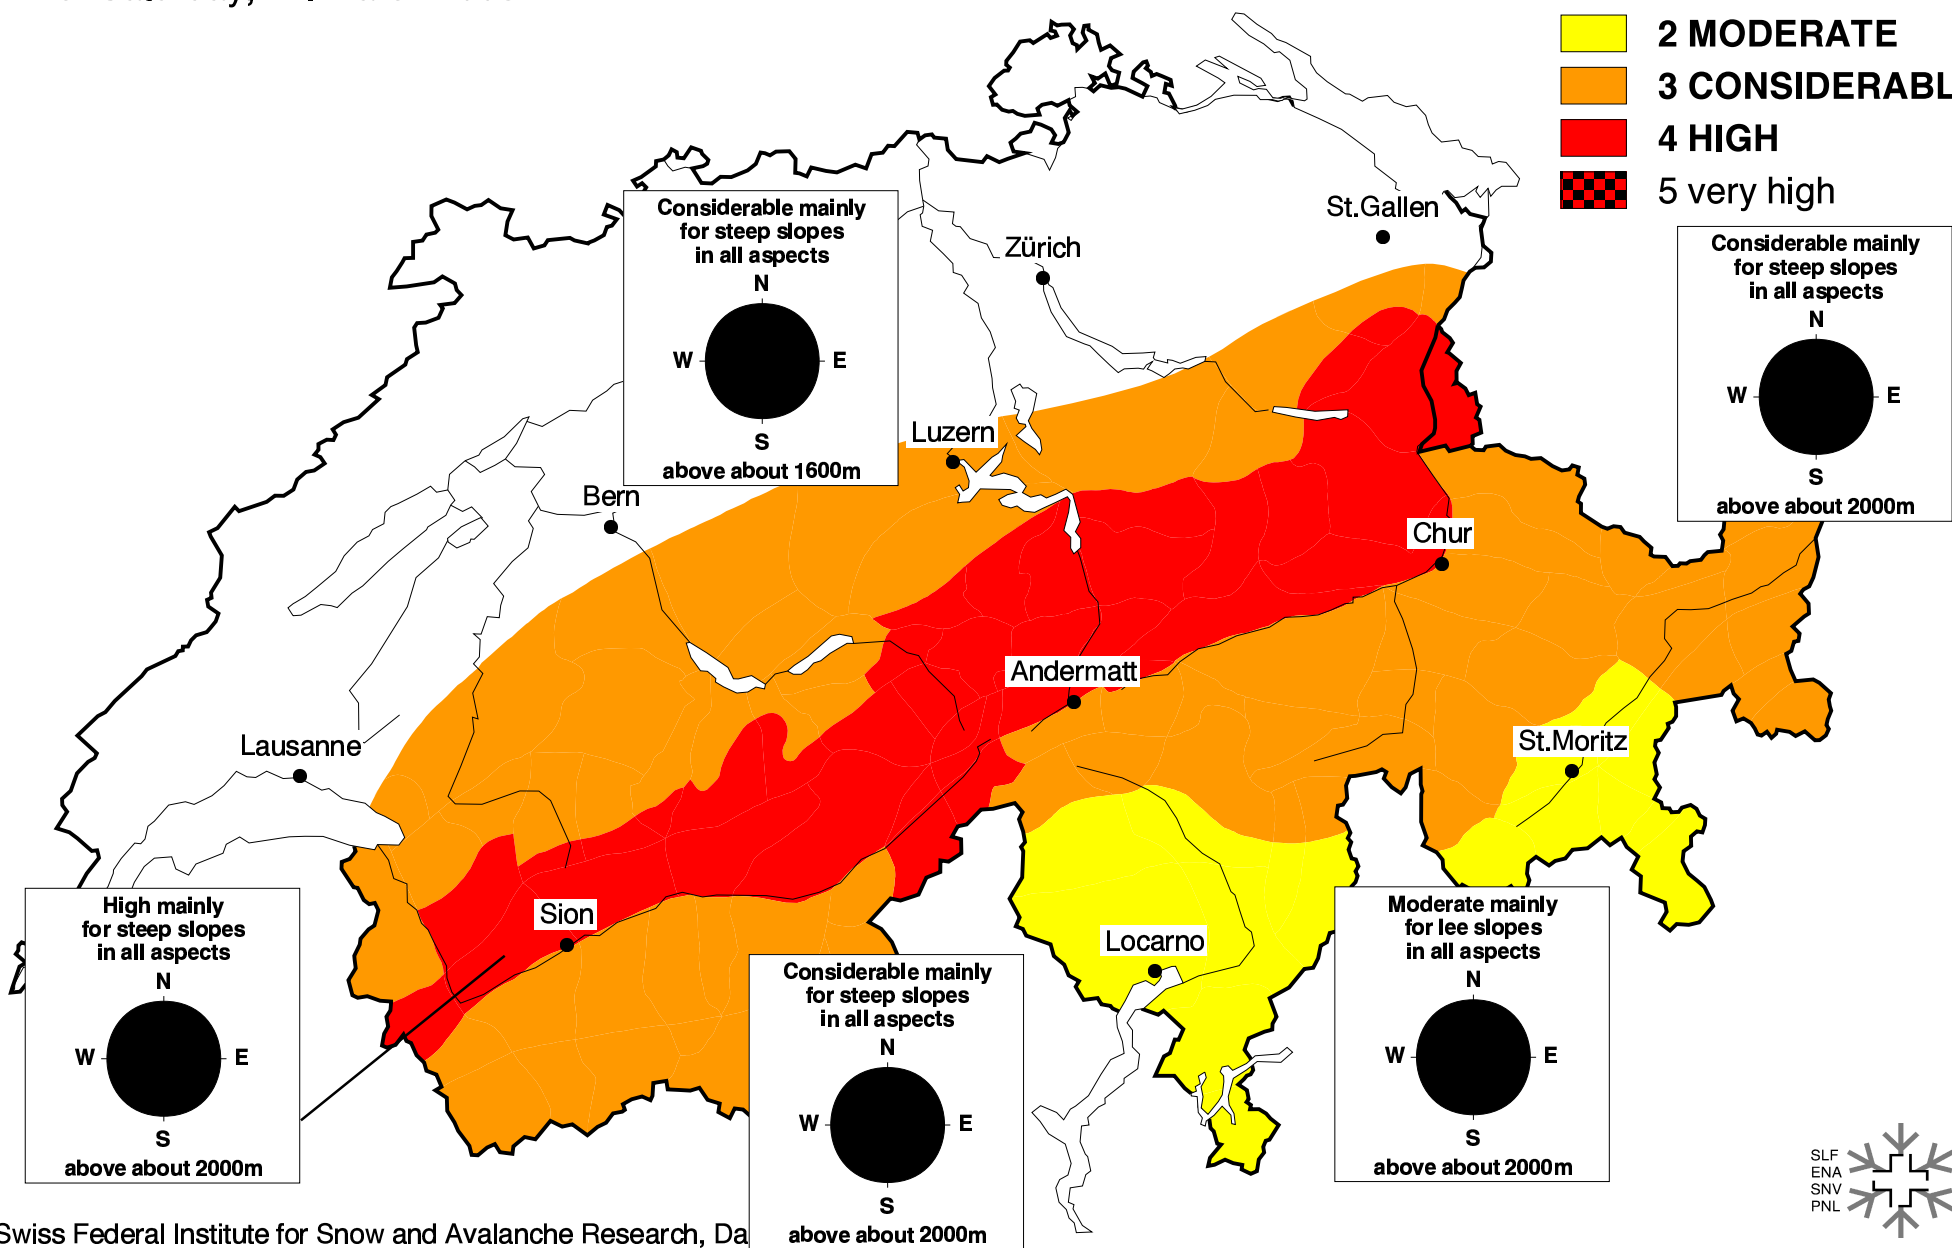 2 MODERATE
3 CONSIDERABL
4 HIGH
5 very high
Considerable mainly
for steep slopes
in all aspects
N
W E
S
above about 1600m
St.Gallen
Zürich
Considerable mainly
for steep slopes
in all aspects
N
W E
S
above about 2000m
Luzern
Bern
Chur
Andermatt
Lausanne
St.Moritz
Sion
Locarno
High mainly
for steep slopes
in all aspects
N
W E
S
above about 2000m
Considerable mainly
for steep slopes
in all aspects
N
W E
S
above about 2000m
Moderate mainly
for lee slopes
in all aspects
N
W E
S
above about 2000m
SLF
ENA
SNV
PNL
Swiss Federal Institute for Snow and Avalanche Research, Da